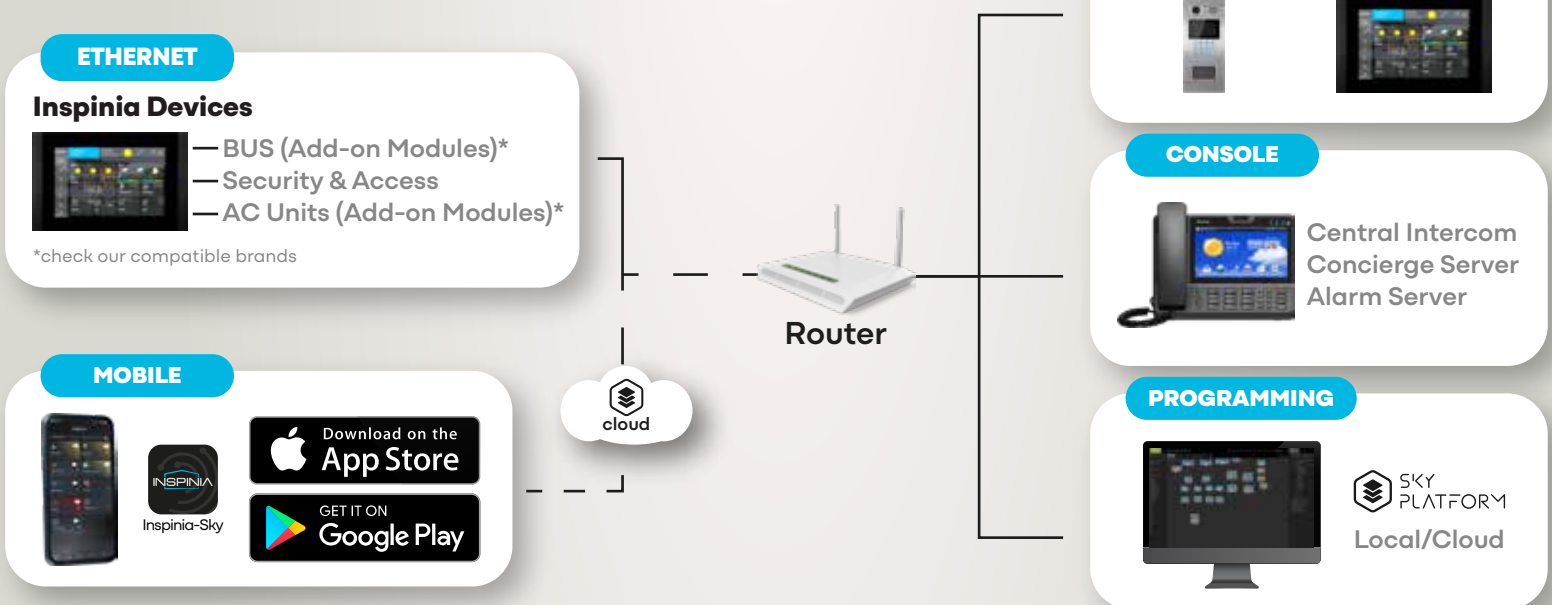 ETHERNET
Inspinia Devices
BUS (Add-on Modules)*
Security & Access
AC Units (Add-on Modules)*
*check our compatible brands
MOBILE
INSPINIA
Inspinia-Sky
Download on the
App Store
GET IT ON
Google Play
cloud
Router
CONSOLE
Central Intercom
Concierge Server
Alarm Server
PROGRAMMING
SKY
PLATFORM
Local/Cloud